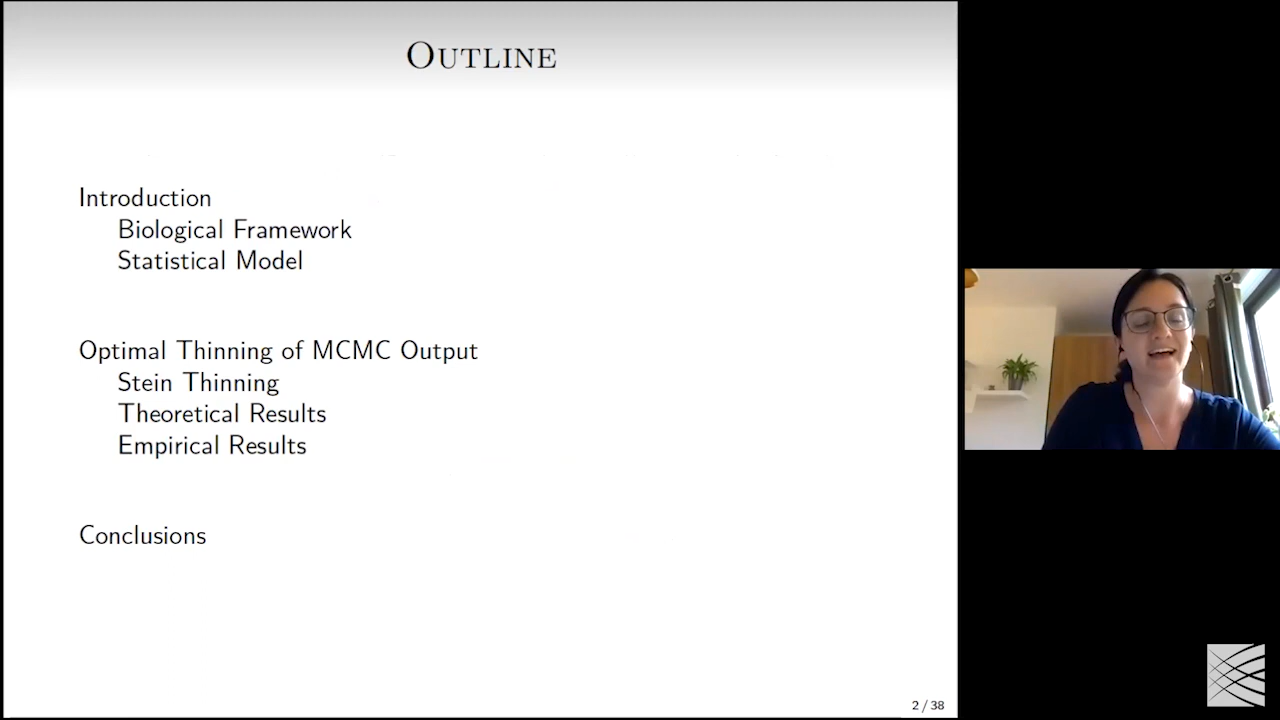 OUTLINE
Introduction
Biological Framework
Statistical Model
Optimal Thinning of MCMC Output
Stein Thinning
Theoretical Results
Empirical Results
Conclusions
2 / 38